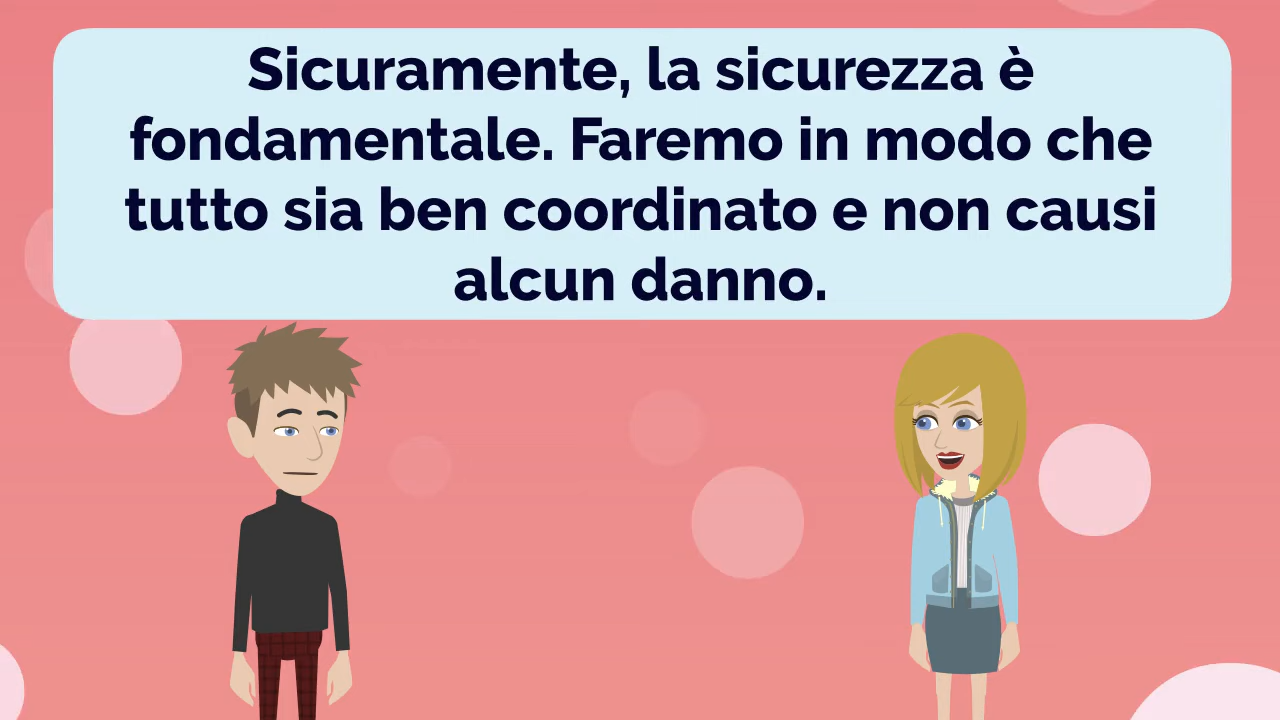 Sicuramente, la sicurezza è
fondamentale. Faremo in modo che
tutto sia ben coordinato e non causi
alcun danno.